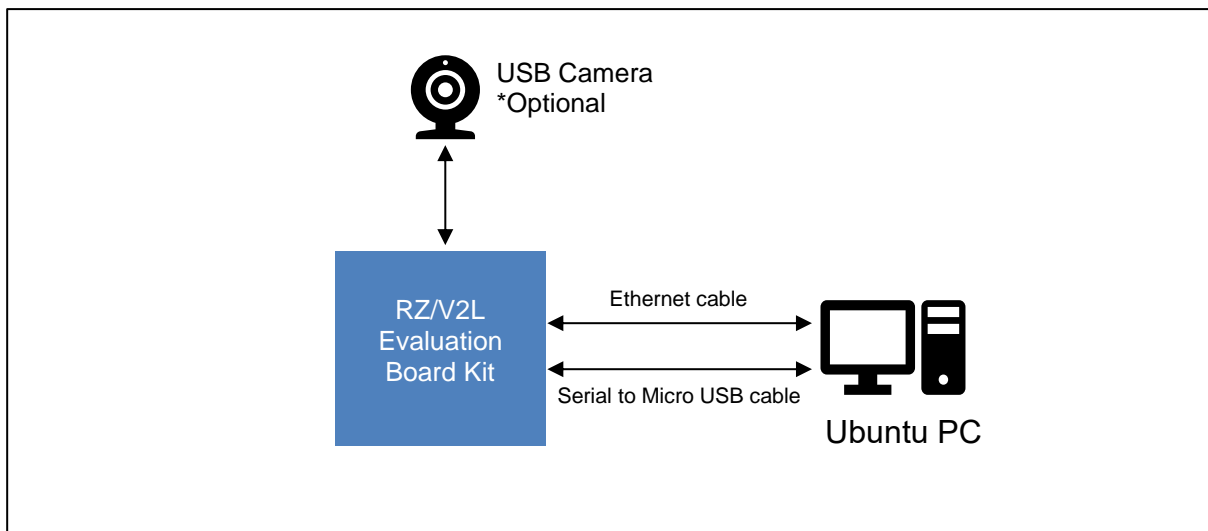 USB Camera
*Optional
RZ/V2L
Evaluation
Board Kit
Ethernet cable
Serial to Micro USB cable
Ubuntu PC